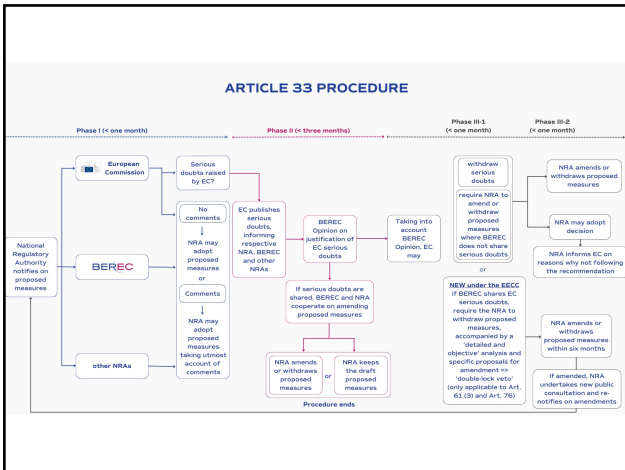 ARTICLE 33 PROCEDURE
Phase I (< one month)
Phase II (< three months)
Phase III-1
(< one month)
Phase III-2
(< one month)
National
Regulatory
Authority
notifies on
proposed
measures
European
Commission
BEREC
other NRAs
Serious
doubts raised
by EC?
No
comments
NRA may
adopt
proposed
measures
or
Comments
NRA may
adopt
proposed
measures
taking utmost
account of
comments
EC publishes
serious
doubts,
informing
respective
NRA, BEREC
and other
NRAs
BEREC
Opinion on
justification of
EC serious
doubts
If serious doubts are
shared, BEREC and NRA
cooperate on amending
proposed measures
NRA amends
or withdraws
proposed
measures
or
NRA keeps
the draft
proposed
measures
Procedure ends
Taking into
account
BEREC
Opinion, EC
may
withdraw
serious
doubts
require NRA to
amend or
withdraw
proposed
measures
where BEREC
does not share
serious doubts
or
NEW under the EECC
if BEREC shares EC
serious doubts,
require the NRA to
withdraw proposed
measures,
accompanied by a
'detailed and
objective' analysis and
specific proposals for
amendment =>
'double-lock veto'
(only applicable to Art.
61 (3) and Art. 76)
NRA amends or
withdraws proposed
measures
NRA may adopt
decision
NRA informs EC on
reasons why not following
the recommendation
NRA amends or
withdraws
proposed measures
within six months
If amended, NRA
undertakes new public
consultation and re-
notifies on amendments